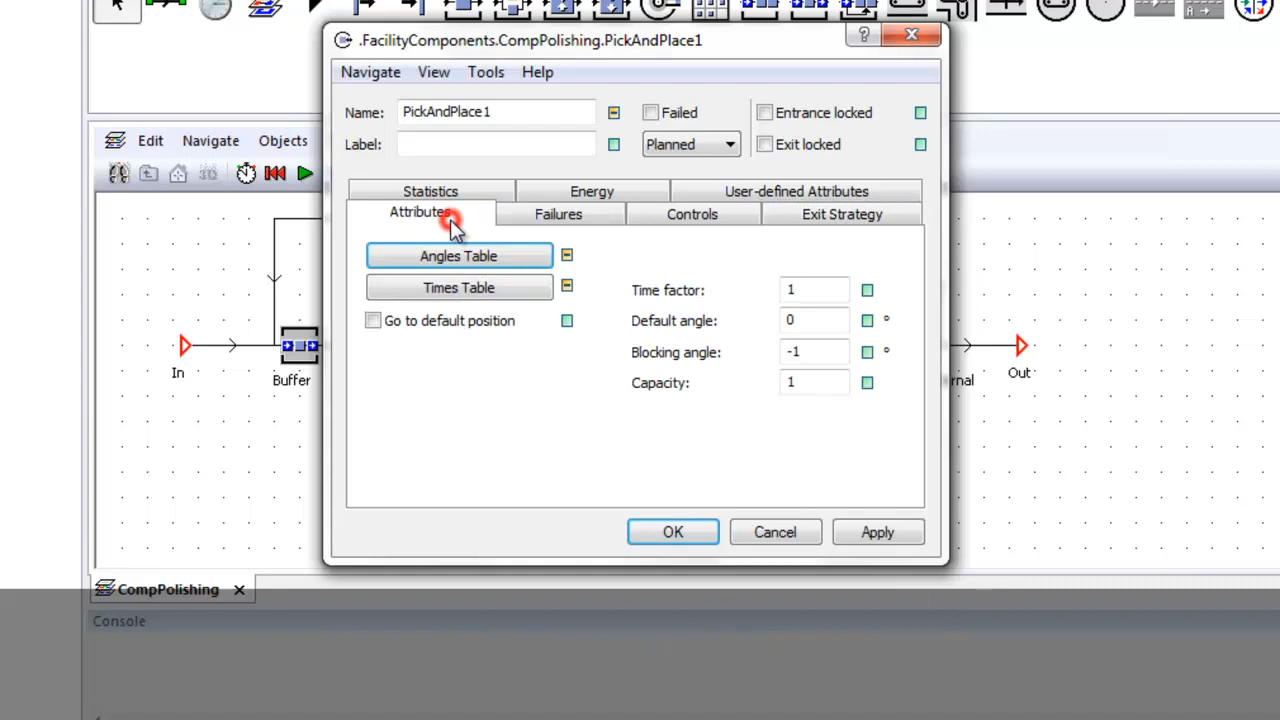 .FacilityComponents.CompPolishing.PickAndPlace1
Navigate View Tools Help
Name: PickAndPlace1 Failed Entrance locked
Label: Planned Exit locked
Statistics Energy User-defined Attributes
Attributes Failures Controls Exit Strategy
Angles Table
Times Table
Go to default position
Time factor: 1
Default angle: 0 °
Blocking angle: -1 °
Capacity: 1
OK Cancel Apply
Edit Navigate Objects
In
Buffer
Out
CompPolishing
Console